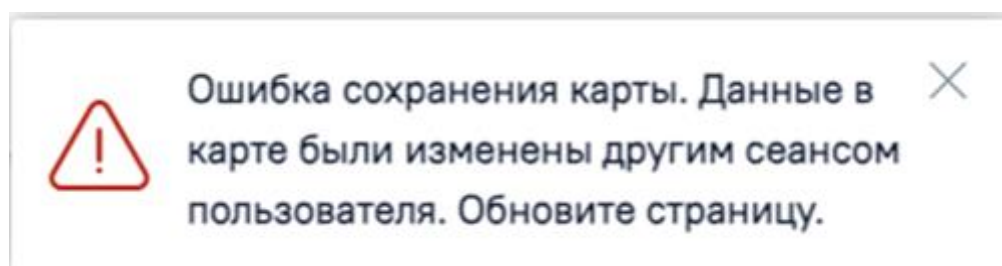 Ошибка сохранения карты. Данные в
карте были изменены другим сеансом
пользователя. Обновите страницу.